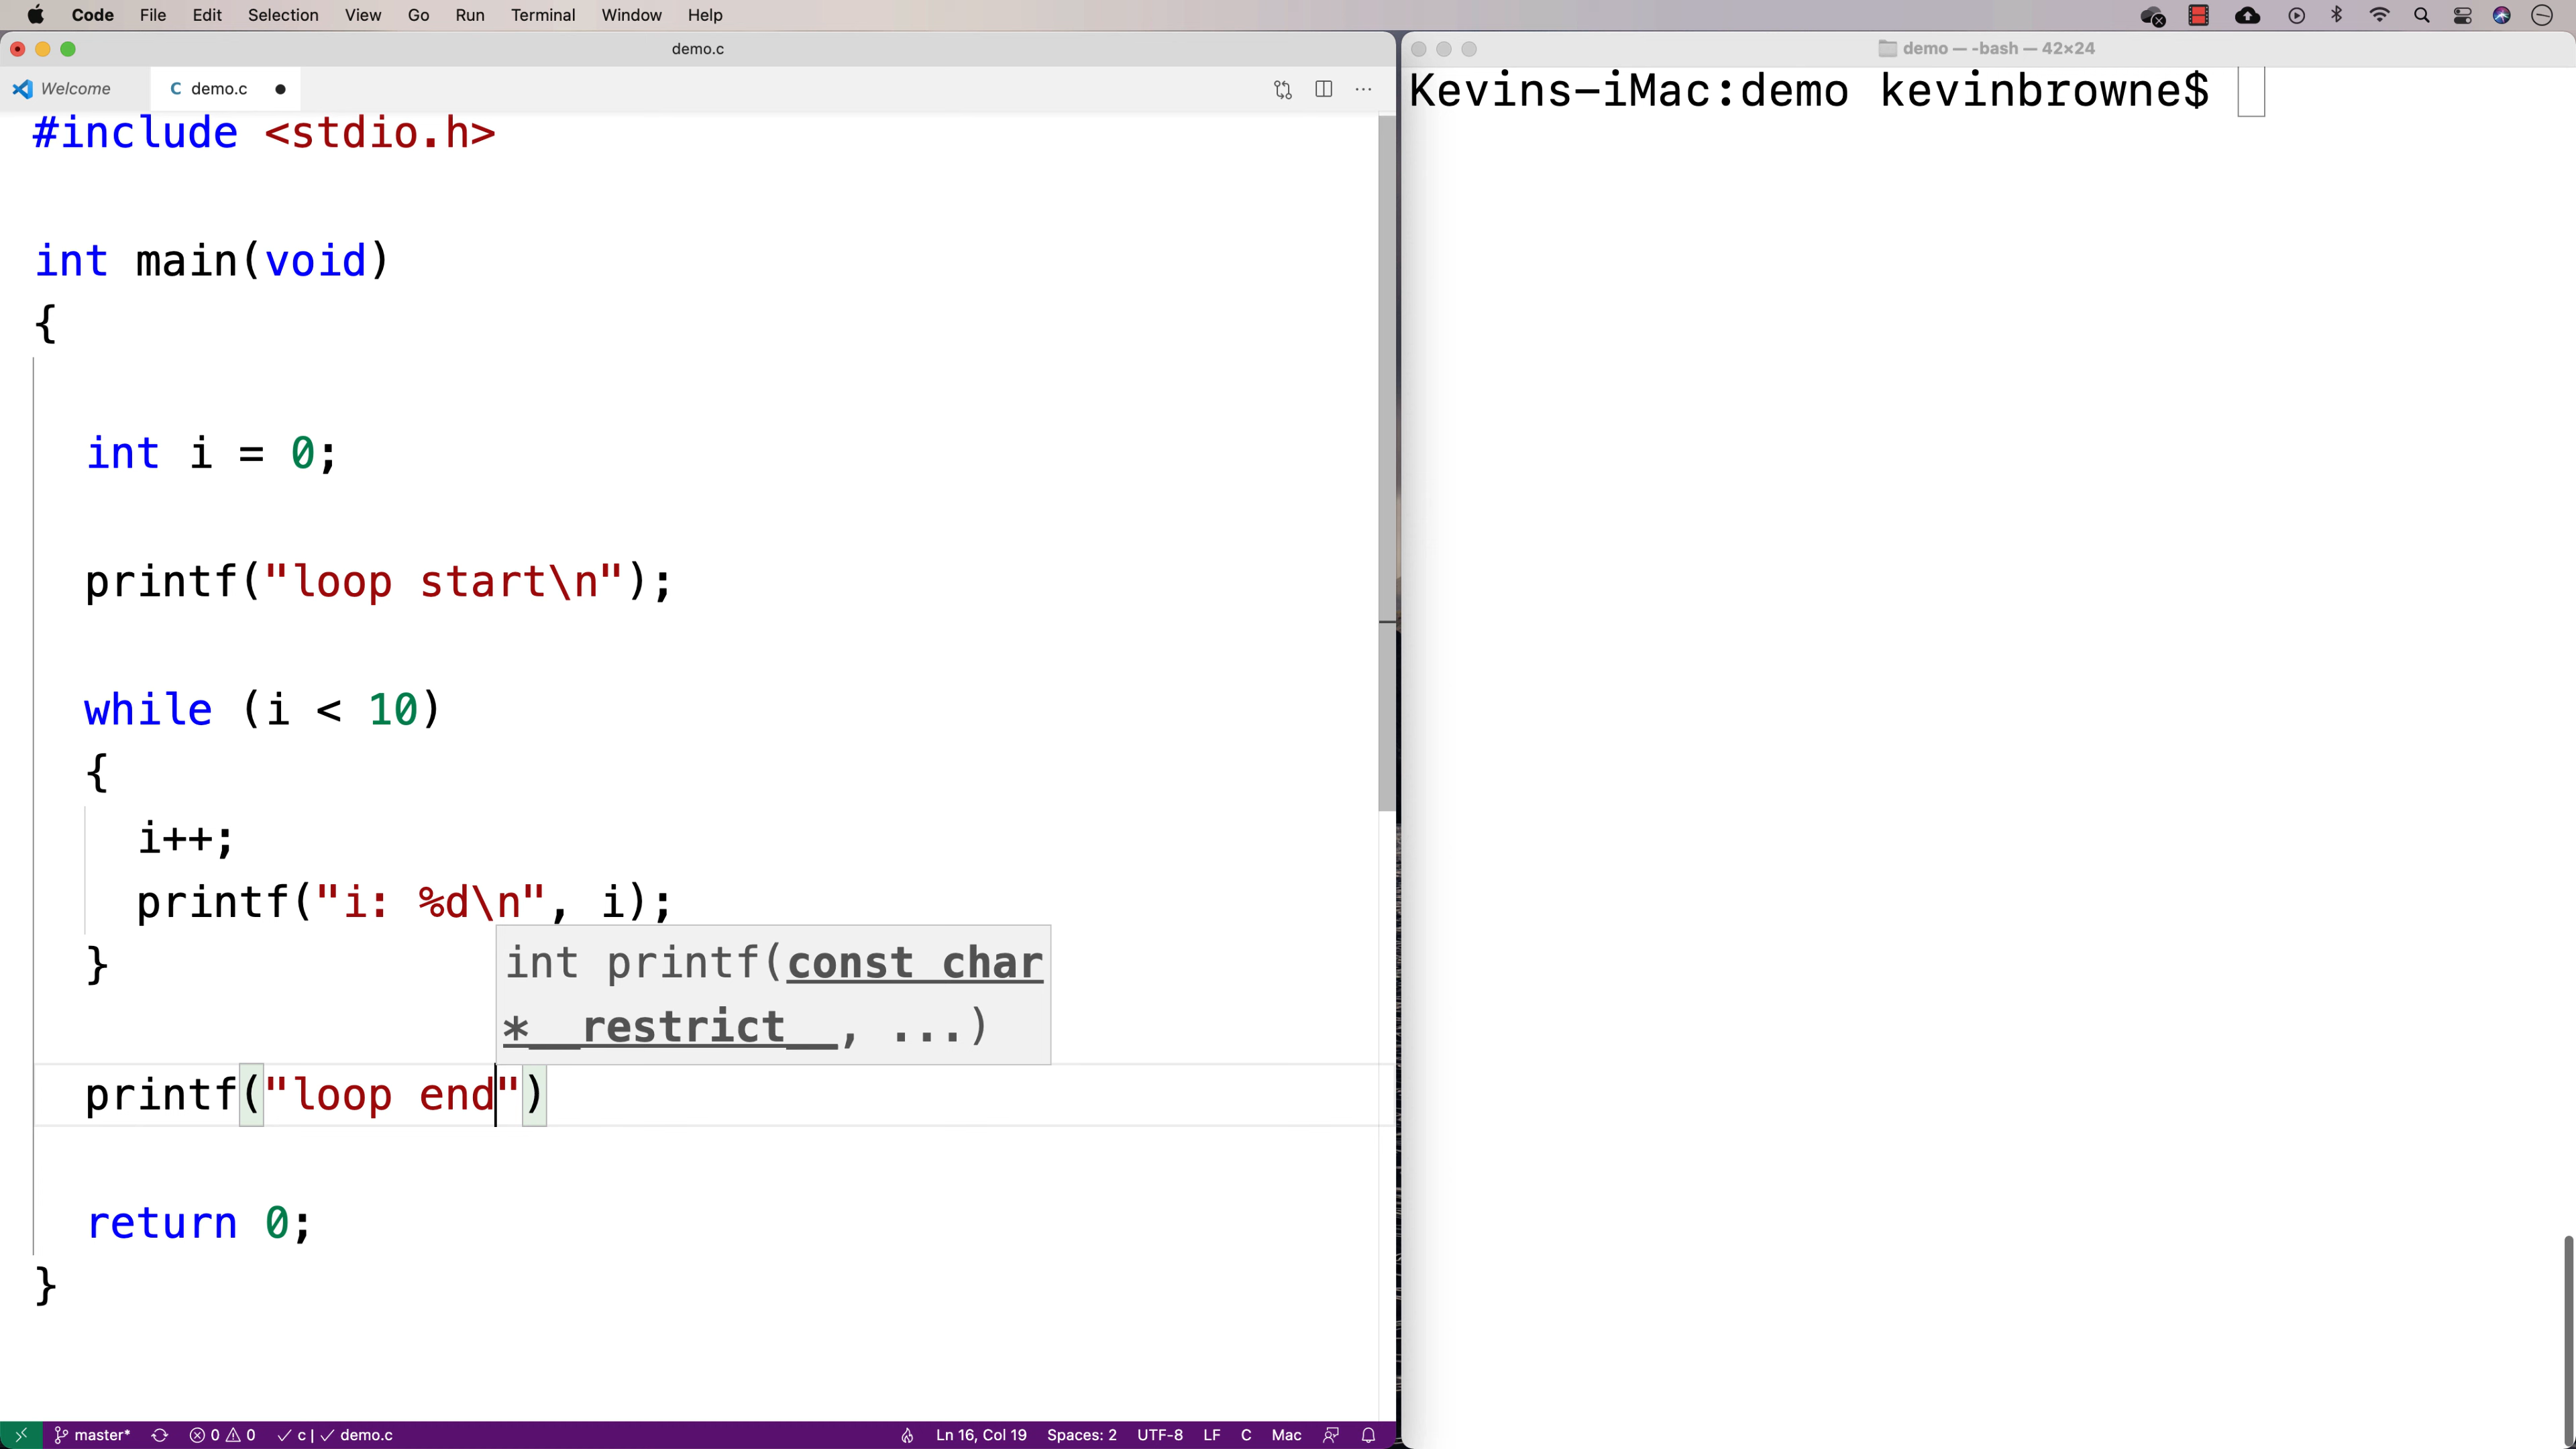 Code File Edit Selection View Go Run Terminal Window Help
demo.c
Welcome
C demo.c
#include <stdio.h>
int main(void)
{
int i = 0;
printf("loop start\n");
while (i < 10)
{
i++;
printf("i: %d\n", i);
}
int printf(const char
*__restrict__, ...)
printf("loop end")
return 0;
}
master* 0 0 c | demo.c Ln 16, Col 19 Spaces: 2 UTF-8 LF C Mac
demo — -bash — 42×24
Kevins-iMac:demo kevinbrowne$